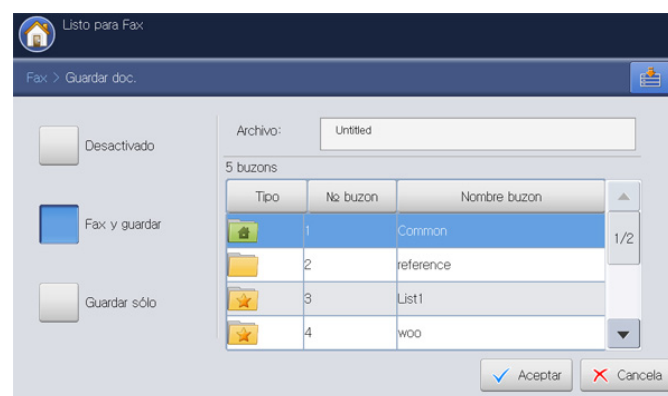 Listo para Fax
Fax > Guardar doc.
Desactivado
Archivo: Untitled
5 buzons
Tipo № buzon Nombre buzon
1 Common
1/2
Fax y guardar
2 reference
Guardar sólo
3 List1
4 woo
Aceptar Cancela